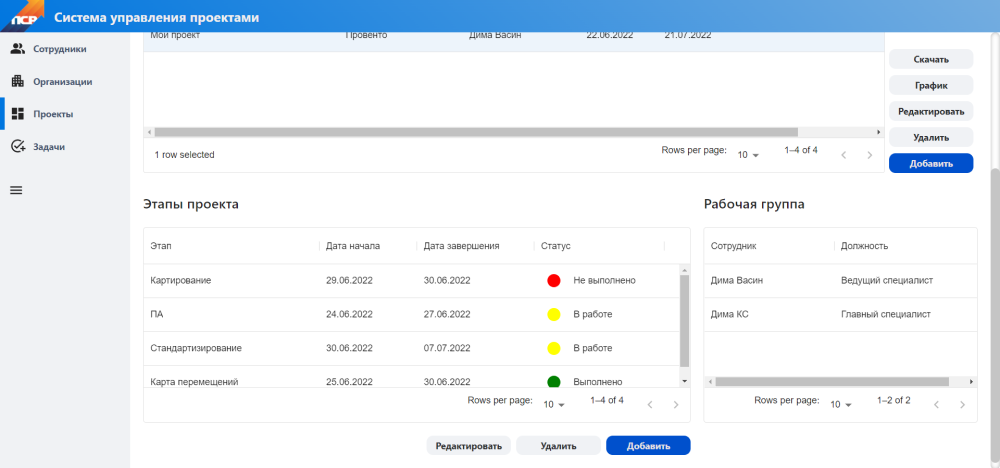 ПСР Система управления проектами
Сотрудники
Организации
Проекты
Задачи
Мой проект Провенто Дима Васин 22.06.2022 21.07.2022
1 row selected Rows per page: 10 1–4 of 4
Скачать
График
Редактировать
Удалить
Добавить
Этапы проекта
Этап Дата начала Дата завершения Статус
Картирование 29.06.2022 30.06.2022 Не выполнено
ПА 24.06.2022 27.06.2022 В работе
Стандартизирование 30.06.2022 07.07.2022 В работе
Карта перемещений 25.06.2022 30.06.2022 Выполнено
Rows per page: 10 1–4 of 4
Редактировать Удалить Добавить
Рабочая группа
Сотрудник Должность
Дима Васин Ведущий специалист
Дима КС Главный специалист
Rows per page: 10 1–2 of 2